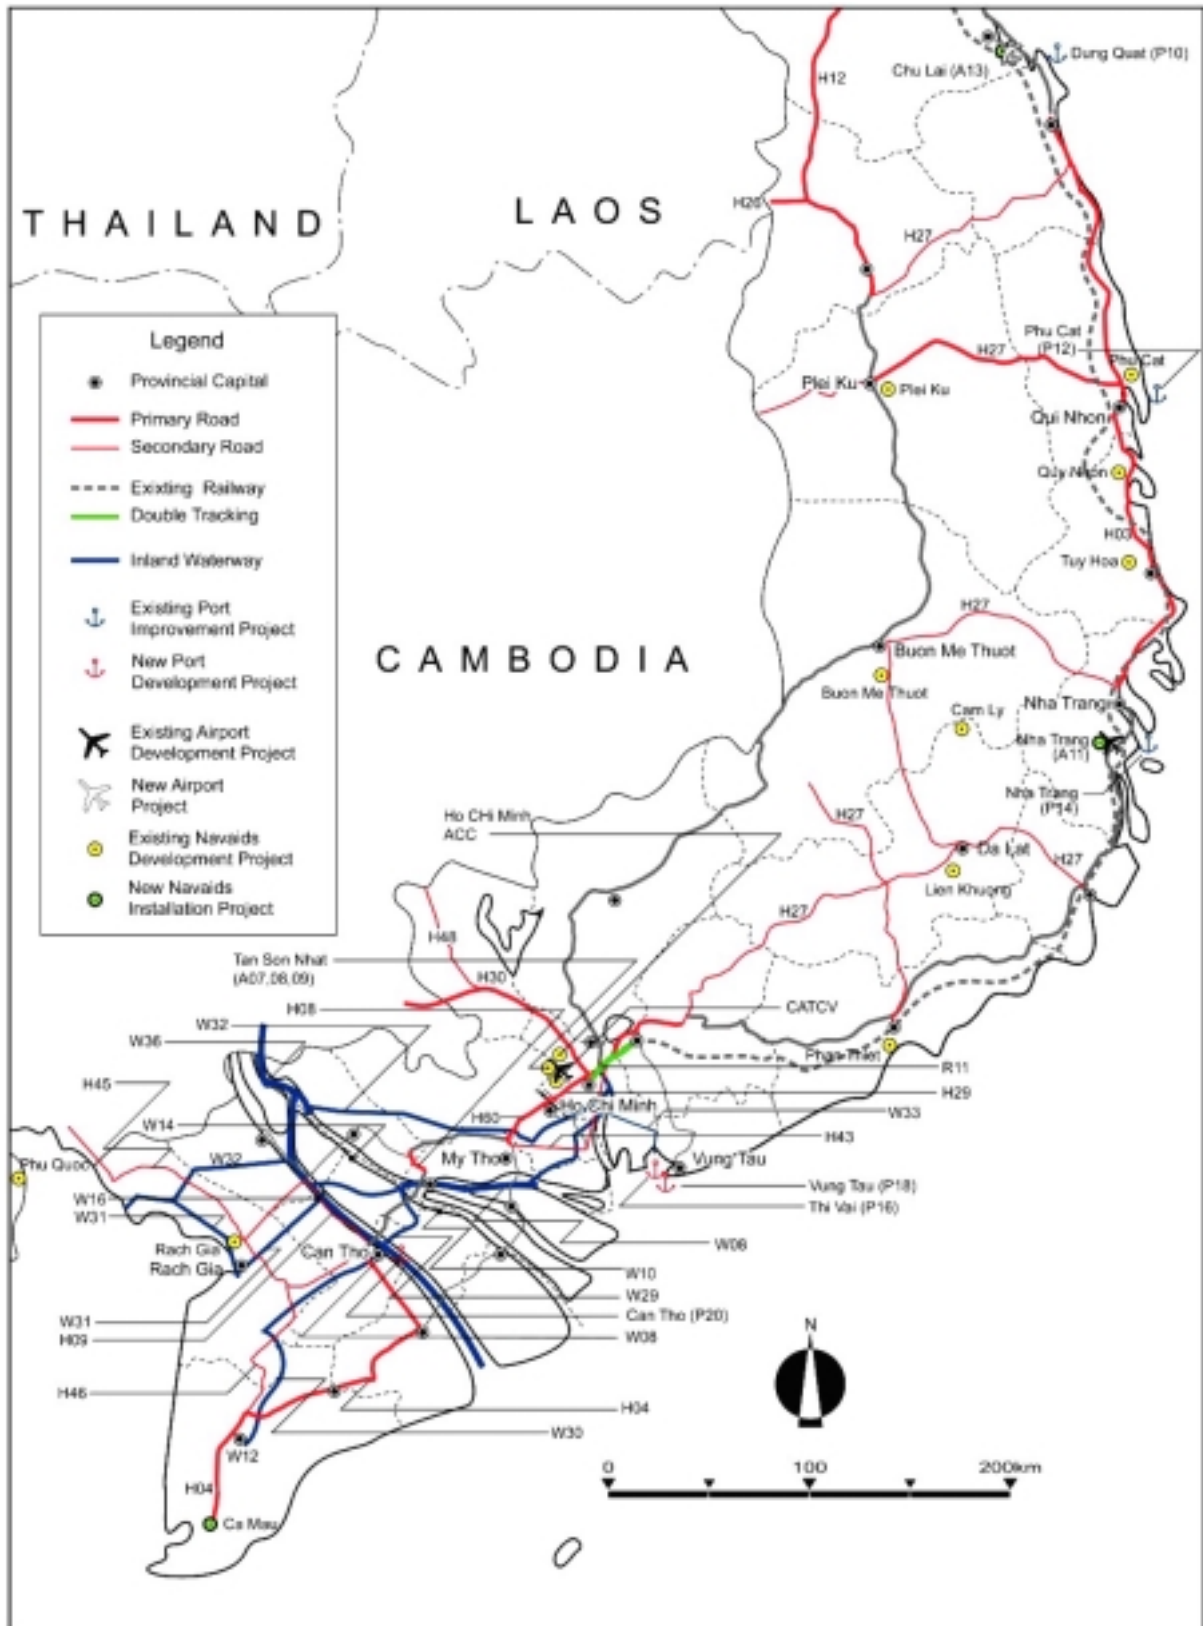 Dung Quat (P10)
Chu Lai (A13)
H12
THAILAND
LAOS
H26
H27
Legend
Provincial Capital
Primary Road
Secondary Road
Exixting Railway
Double Tracking
Inland Waterway
Existing Port
Improvement Project
New Port
Development Project
Existing Airport
Development Project
New Airport
Project
Existing Navaids
Development Project
New Navaids
Installation Project
Phu Cat
(P12)
H27
Phu Cat
Plei Ku
Plei Ku
Qui Nhon
Quy Nhon
H03
Tuy Hoa
H27
CAMBODIA
Buon Me Thuot
Buon Me Thuot
Nha Trang
Cam Ly
Nha Trang
(A11)
Nha Trang
(P14)
Ho CHi Minh
ACC
H27
Da Lat
H27
Lien Khuong
H27
H48
Tan Son Nhat
(A07,08,09)
H30
H08
CATCV
W32
W36
Phan Thiet
R11
H45
H29
H60
Ho Chi Minh
W33
W14
H43
Phu Quoc
W32
My Tho
Vung Tau
W16
Vung Tau (P18)
W31
Thi Vai (P16)
Rach Gia
Rach Gia
Can Tho
W08
W10
W29
W31
Can Tho (P20)
H09
W08
N
H46
H04
W30
W12
0 100 200km
H04
Ca Mau